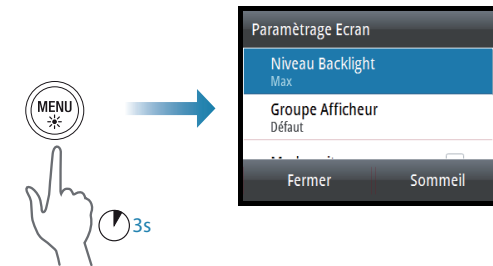 MENU
3s
Paramètrage Ecran
Niveau Backlight
Max
Groupe Afficheur
Défaut
Fermer Sommeil